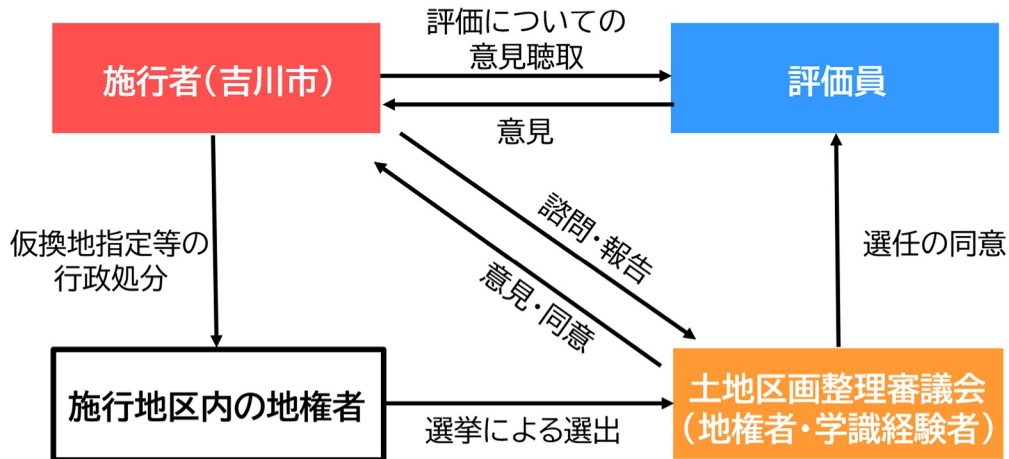 評価についての
意見聴取
施行者(吉川市)
評価員
意見
諮問・報告
仮換地指定等の
行政処分
選任の同意
意見・同意
施行地区内の地権者
土地区画整理審議会
(地権者・学識経験者)
選挙による選出